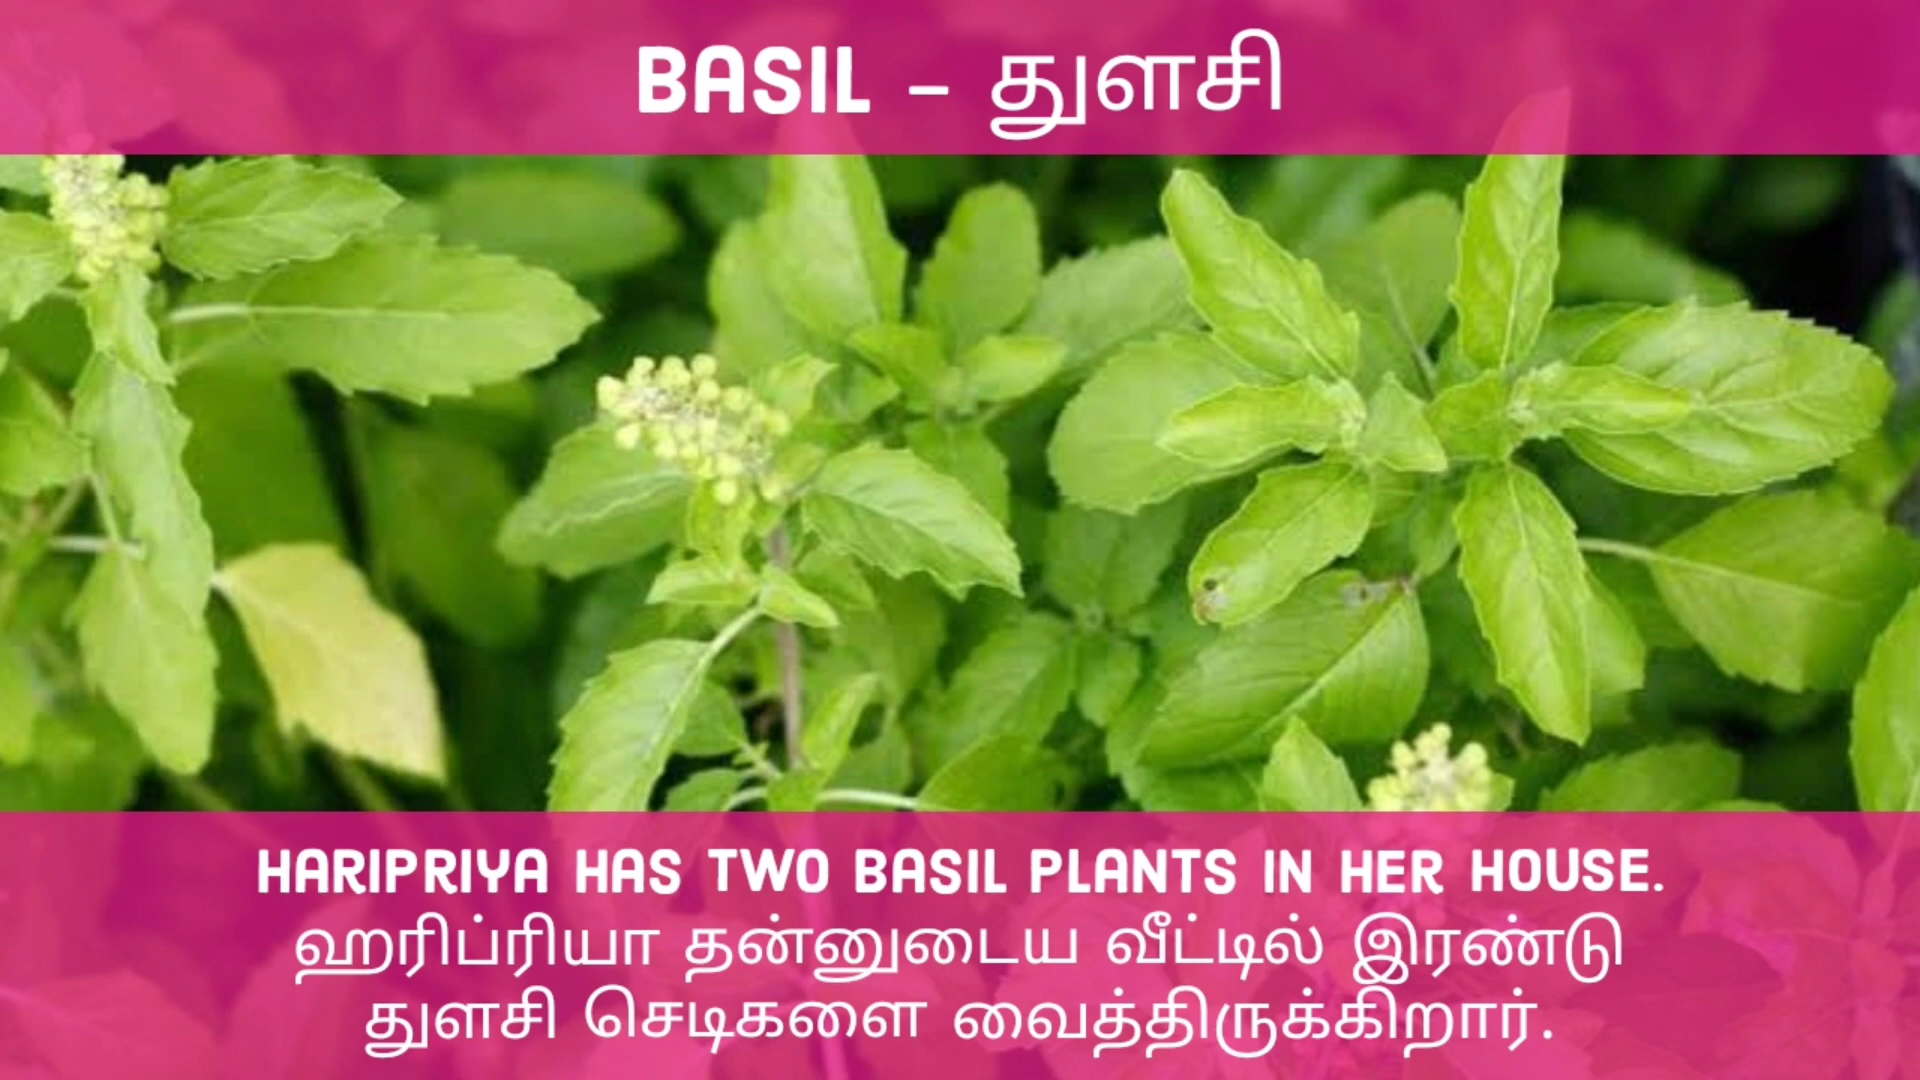 BASIL - துளசி
HARIPRIYA HAS TWO BASIL PLANTS IN HER HOUSE.
ஹரிப்ரியா தன்னுடைய வீட்டில் இரண்டு
துளசி செடிகளை வைத்திருக்கிறார்.